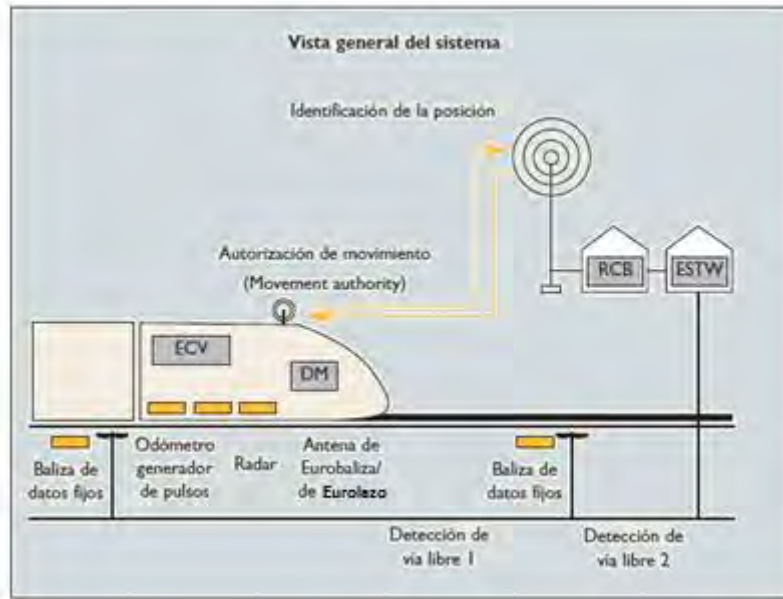 Vista general del sistema
Identificación de la posición
Autorización de movimiento
(Movement authority)
RCB
ESTW
ECV
DM
Baliza de
datos fijos
Odómetro
generador
de pulsos
Radar
Antena de
Eurobaliza/
de Eurolazo
Baliza de
datos fijos
Detección de
via libre 1
Detección de
via libre 2